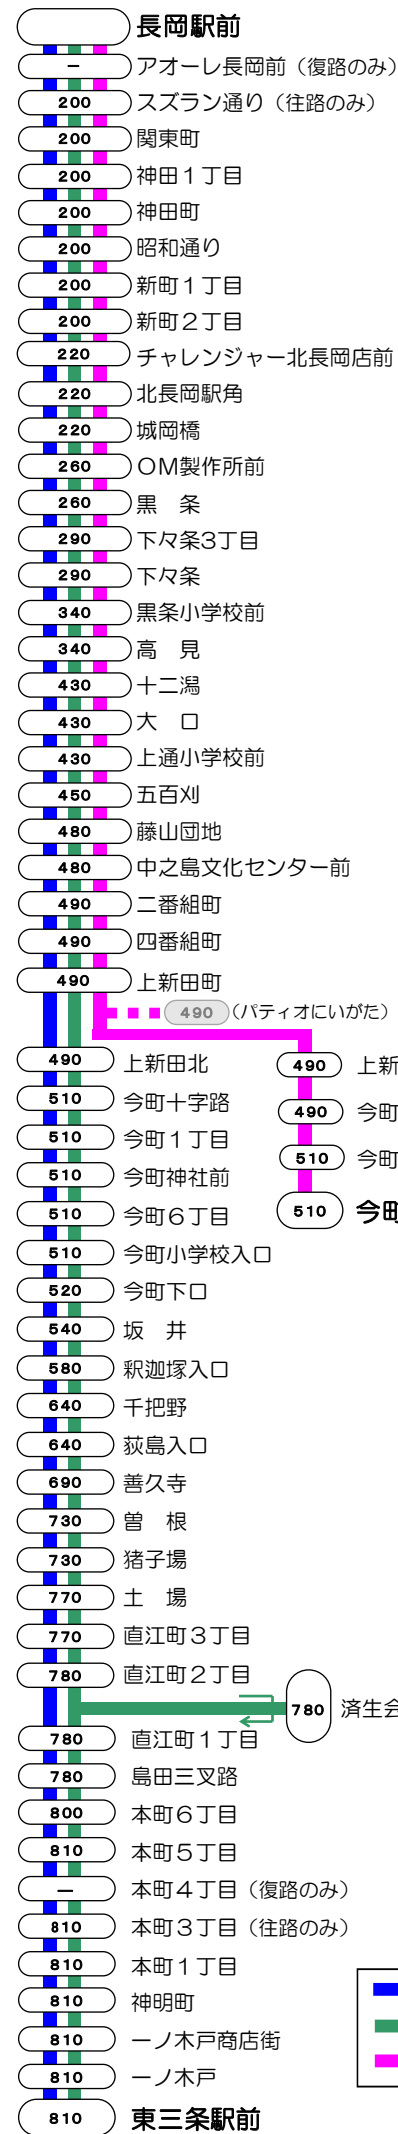 長岡駅前
－ アオーレ長岡前（復路のみ）
200 スズラン通り（往路のみ）
200 関東町
200 神田１丁目
200 神田町
200 昭和通り
200 新町１丁目
200 新町２丁目
220 チャレンジャー北長岡店前
220 北長岡駅角
220 城岡橋
260 ＯＭ製作所前
260 黒　条
290 下々条3丁目
290 下々条
340 黒条小学校前
340 高　見
430 十二潟
430 大　口
430 上通小学校前
450 五百刈
480 藤山団地
480 中之島文化センター前
490 二番組町
490 四番組町
490 上新田町
490 （パティオにいがた）
490 上新田北
490 上新
510 今町十字路
490 今町
510 今町１丁目
510 今町
510 今町神社前
510 今町６丁目
510 今町
510 今町小学校入口
520 今町下口
540 坂　井
580 釈迦塚入口
640 千把野
640 荻島入口
690 善久寺
730 曽　根
730 猪子場
770 土　場
770 直江町３丁目
780 直江町２丁目
780 済生会
780 直江町１丁目
780 島田三叉路
800 本町６丁目
810 本町５丁目
－ 本町４丁目（復路のみ）
810 本町３丁目（往路のみ）
810 本町１丁目
810 神明町
810 一ノ木戸商店街
810 一ノ木戸
810 東三条駅前